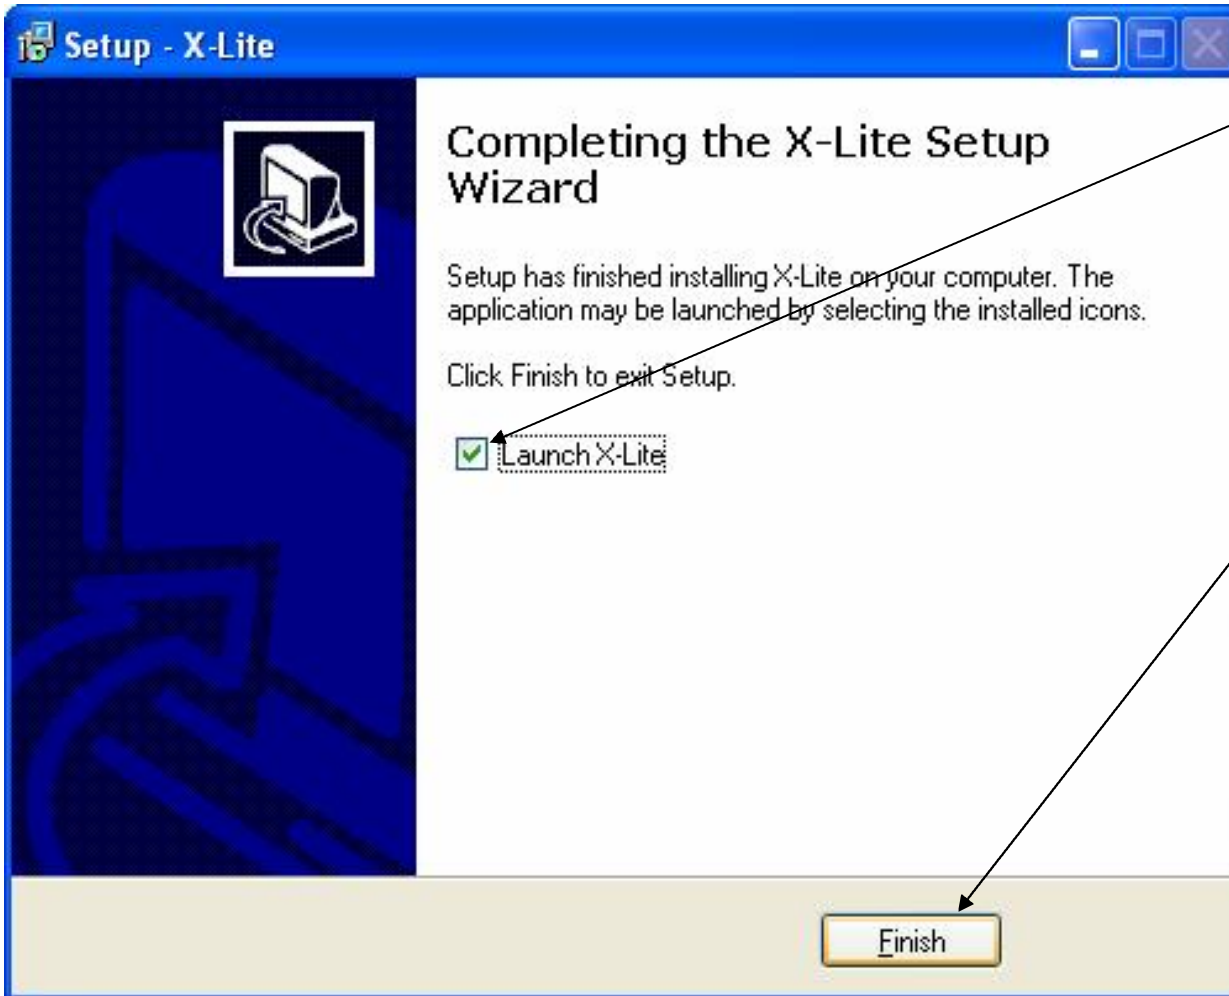 Setup - X-Lite
Completing the X-Lite Setup
Wizard
Setup has finished installing X-Lite on your computer. The
application may be launched by selecting the installed icons.
Click Finish to exit Setup.
Launch X-Lite
Finish